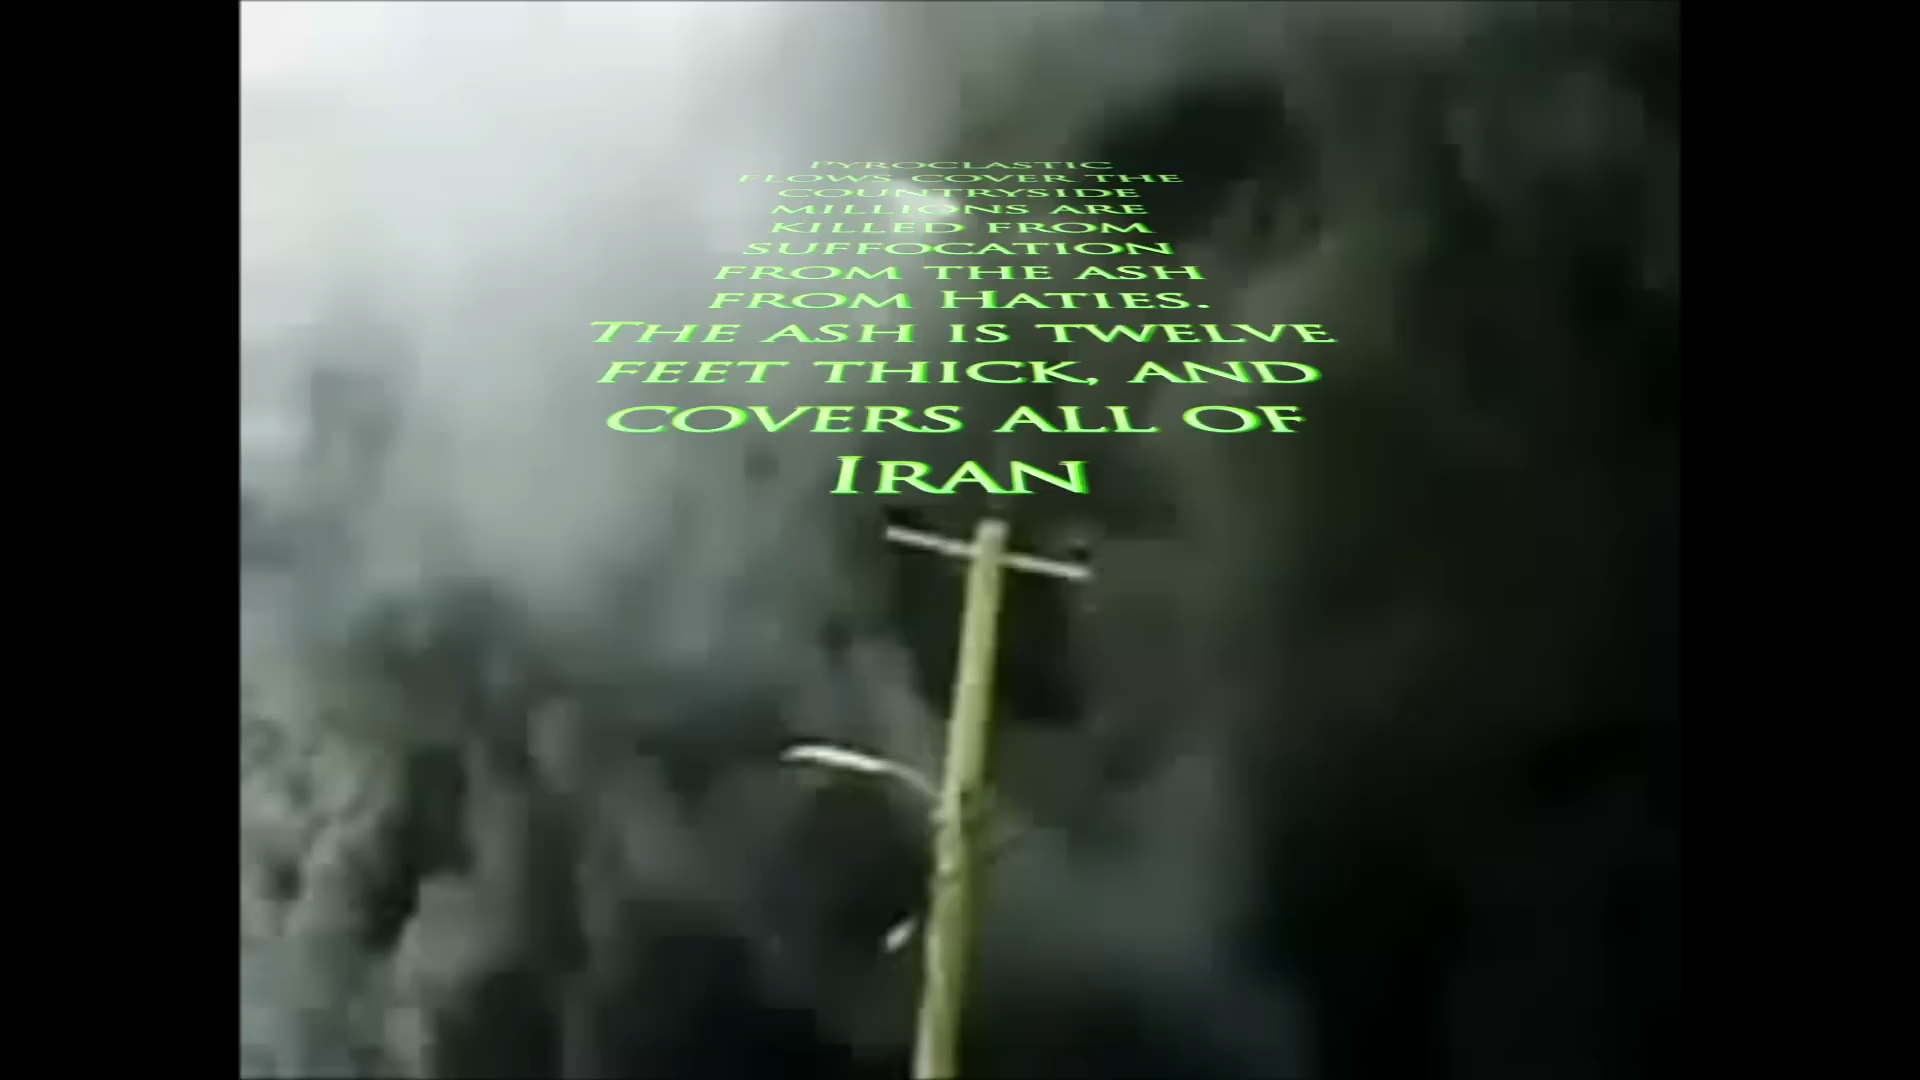 pyroclastic
flows cover the
countryside
millions are
killed from
suffocation
from the ash
from Haties.
The ash is twelve
feet thick, and
covers all of
Iran